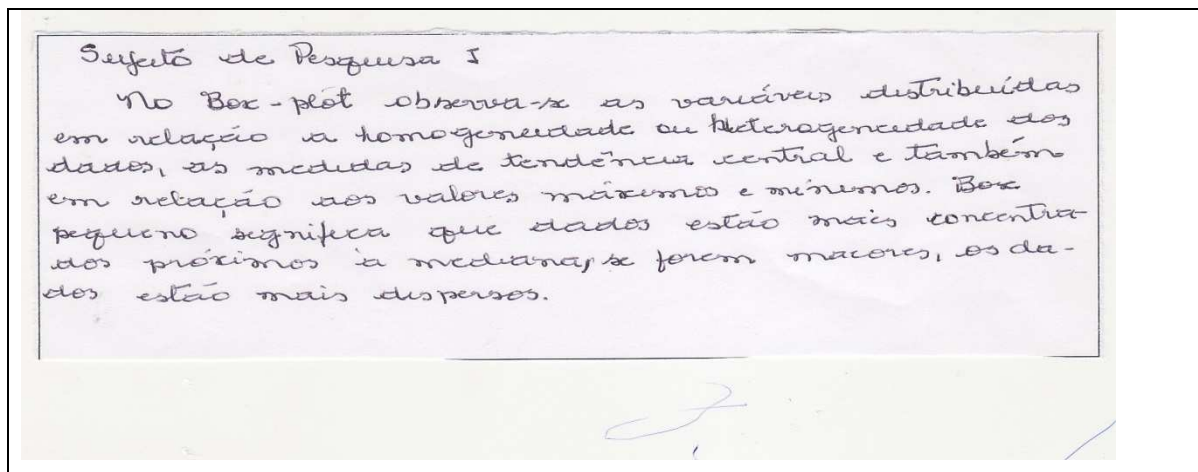 Sujeito de Pesquisa I
No Box-plot observa-se as variáveis distribuídas
em relação a homogeneidade ou heterogeneidade dos
dados, as medidas de tendência central e também
em relação aos valores máximos e mínimos. Box
pequeno significa que dados estão mais concentra-
dos próximos à mediana, se forem maiores, os da-
dos estão mais dispersos.